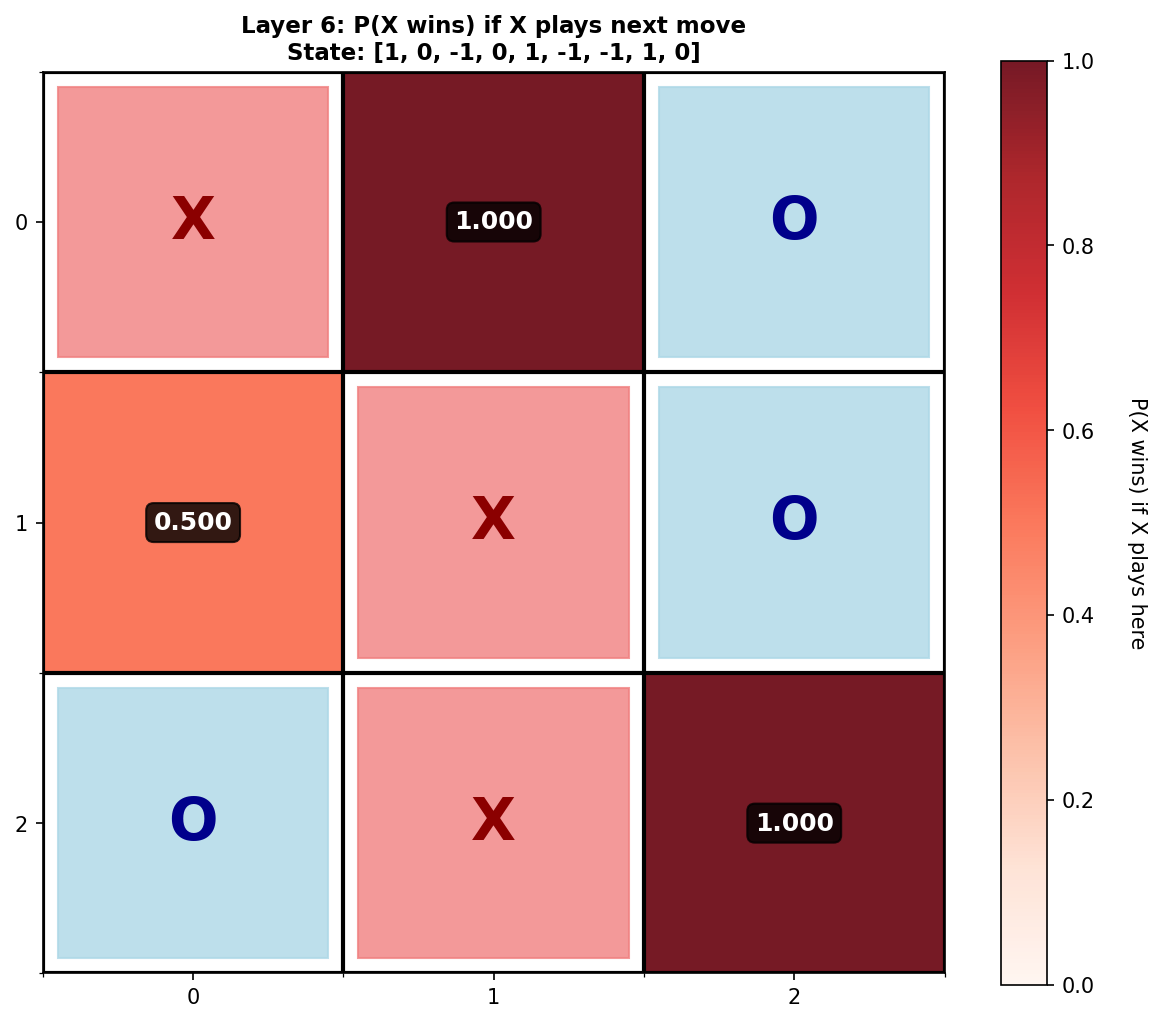 Layer 6: P(X wins) if X plays next move
State: [1, 0, -1, 0, 1, -1, -1, 1, 0]
0
X
1.000
O
1
0.500
X
O
2
O
X
1.000
0
1
2
1.0
0.8
0.6
0.4
0.2
0.0
P(X wins) if X plays here